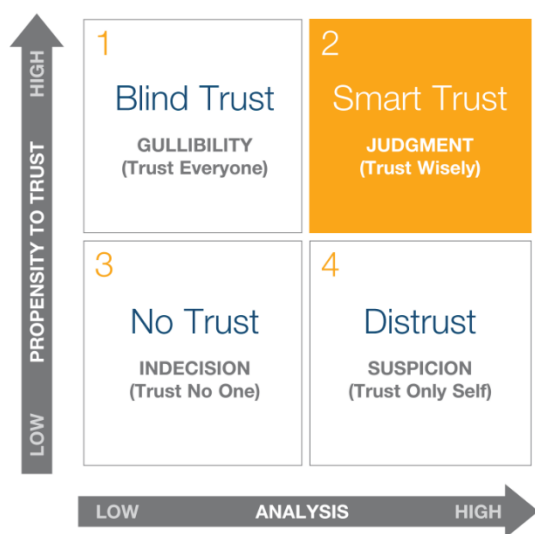 HIGH
PROPENSITY TO TRUST
LOW
1
Blind Trust
GULLIBILITY
(Trust Everyone)
2
Smart Trust
JUDGMENT
(Trust Wisely)
3
No Trust
INDECISION
(Trust No One)
4
Distrust
SUSPICION
(Trust Only Self)
LOW
ANALYSIS
HIGH